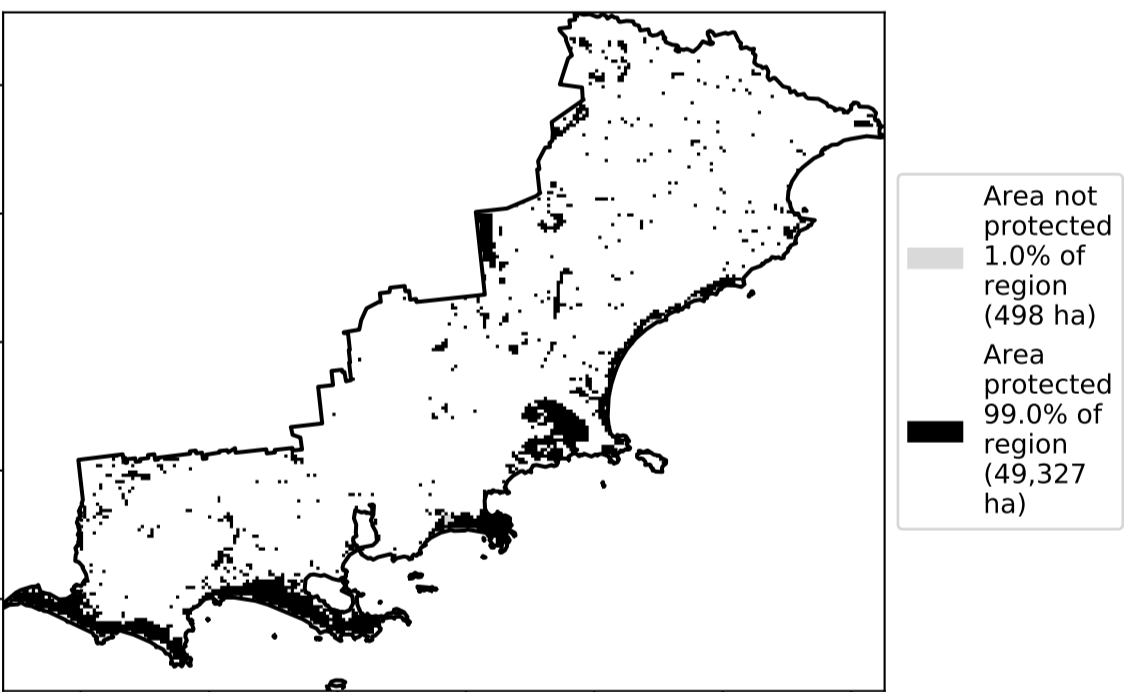 Area not
protected
1.0% of
region
(498 ha)
Area
protected
99.0% of
region
(49,327
ha)